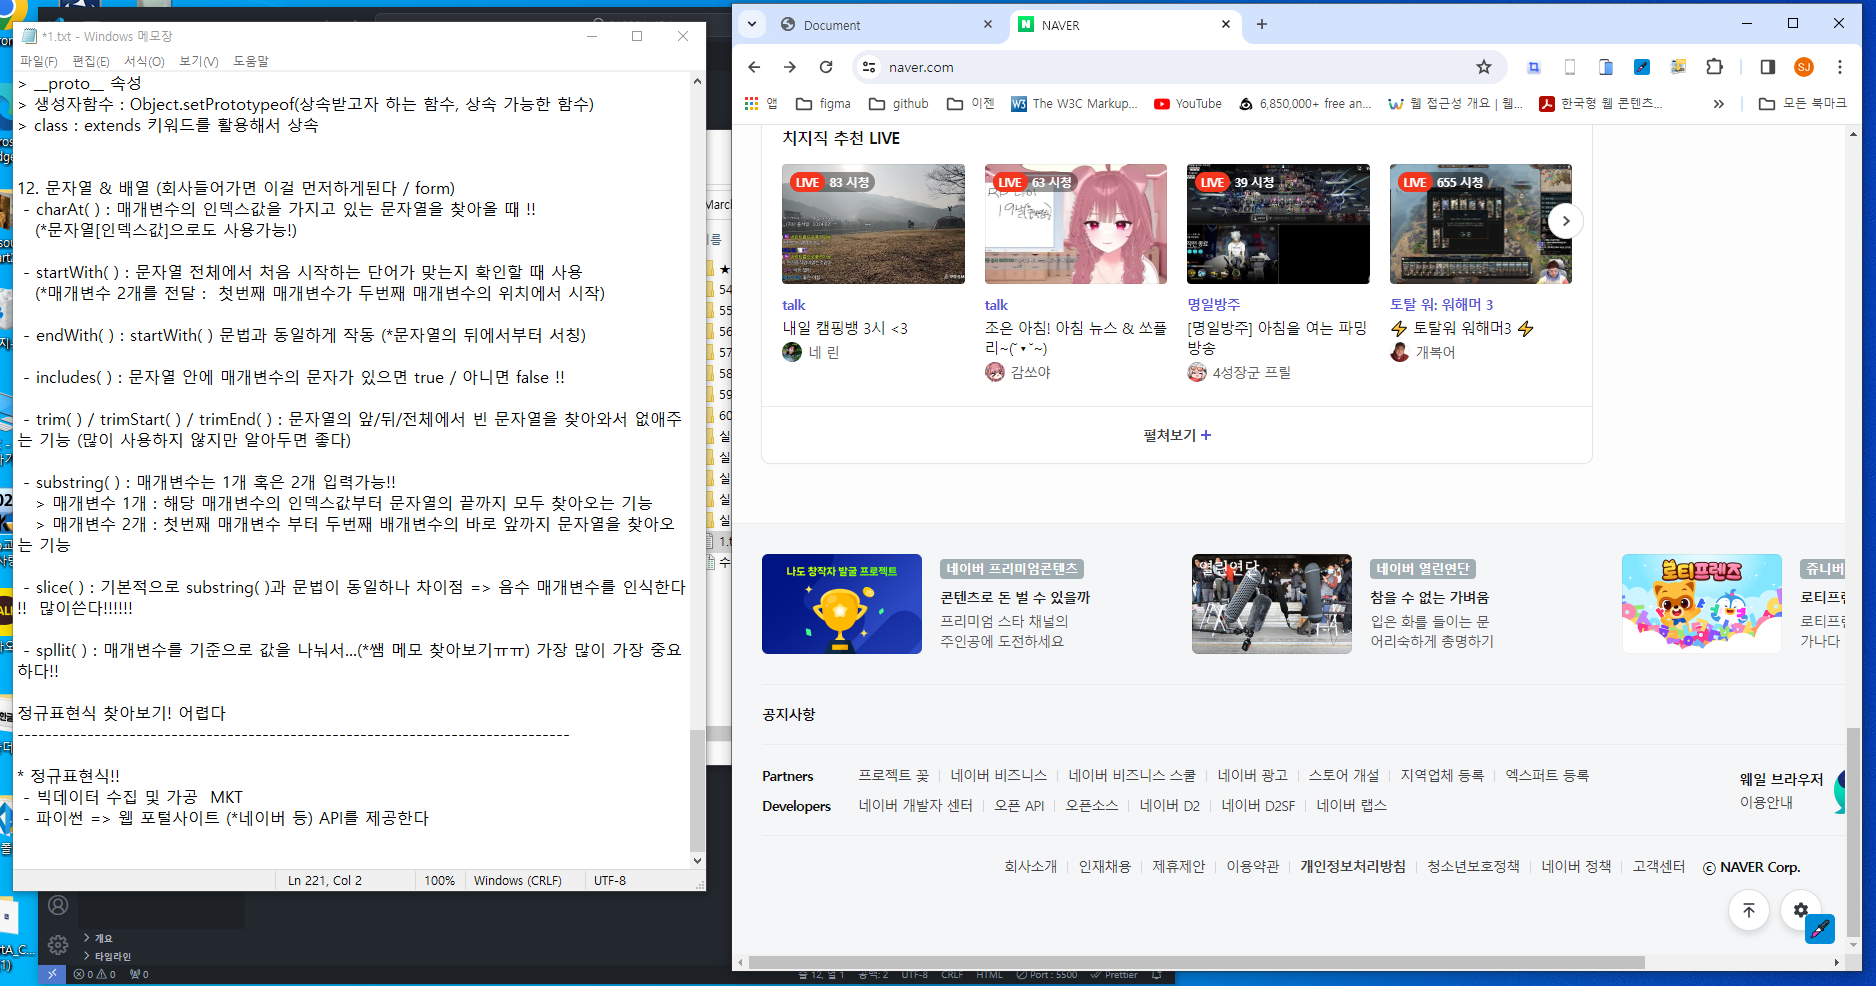 *1.txt - Windows 메모장
파일(F) 편집(E) 서식(O) 보기(V) 도움말
> __proto__ 속성
> 생성자함수 : Object.setPrototypeof(상속받고자 하는 함수, 상속 가능한 함수)
> class : extends 키워드를 활용해서 상속
12. 문자열 & 배열 (회사들어가면 이걸 먼저하게된다 / form)
- charAt( ) : 매개변수의 인덱스값을 가지고 있는 문자열을 찾아올 때 !!
(*문자열[인덱스값]으로도 사용가능!)
- startWith( ) : 문자열 전체에서 처음 시작하는 단어가 맞는지 확인할 때 사용
(*매개변수 2개를 전달 : 첫번째 매개변수가 두번째 매개변수의 위치에서 시작)
- endWith( ) : startWith( ) 문법과 동일하게 작동 (*문자열의 뒤에서부터 서칭)
- includes( ) : 문자열 안에 매개변수의 문자가 있으면 true / 아니면 false !!
- trim( ) / trimStart( ) / trimEnd( ) : 문자열의 앞/뒤/전체에서 빈 문자열을 찾아와서 없애주
는 기능 (많이 사용하지 않지만 알아두면 좋다)
- substring( ) : 매개변수는 1개 혹은 2개 입력가능!!
> 매개변수 1개 : 해당 매개변수의 인덱스값부터 문자열의 끝까지 모두 찾아오는 기능
> 매개변수 2개 : 첫번째 매개변수 부터 두번째 배개변수의 바로 앞까지 문자열을 찾아오
는 기능
- slice( ) : 기본적으로 substring( )과 문법이 동일하나 차이점 => 음수 매개변수를 인식한다
!! 많이쓴다!!!!!!
- spllit( ) : 매개변수를 기준으로 값을 나눠서...(*쌤 메모 찾아보기ㅠㅠ) 가장 많이 가장 중요
하다!!
정규표현식 찾아보기! 어렵다
-------------------------------------------------------------------------------
* 정규표현식!!
- 빅데이터 수집 및 가공 MKT
- 파이썬 => 웹 포털사이트 (*네이버 등) API를 제공한다
Ln 221, Col 2 100% Windows (CRLF) UTF-8
개요
타임라인
0 0 0
줄 12, 열 1 공백: 2 UTF-8 CRLF HTML Port : 5500 Prettier
Document NAVER
naver.com
SJ
앱 figma github 이젠 The W3C Markup... YouTube 6,850,000+ free an... 웹 접근성 개요 | 웹... 한국형 웹 콘텐츠... 모든 북마크
치지직 추천 LIVE
LIVE 83 시청 LIVE 63 시청 LIVE 39 시청 LIVE 655 시청
talk
내일 캠핑뱅 3시 <3
네 린
talk
조은 아침! 아침 뉴스 & 쏘플
리~(˘▾˘~)
감쏘야
명일방주
[명일방주] 아침을 여는 파밍
방송
4성장군 프릴
토탈 워: 워해머 3
⚡ 토탈워 워해머3 ⚡
개복어
펼쳐보기 +
나도 창작자 발굴 프로젝트
네이버 프리미엄콘텐츠
콘텐츠로 돈 벌 수 있을까
프리미엄 스타 채널의
주인공에 도전하세요
열린연단
네이버 열린연단
참을 수 없는 가벼움
입은 화를 들이는 문
어리숙하게 총명하기
로티프렌즈
쥬니버
로티프렌
로티프렌
가나다
공지사항
Partners 프로젝트 꽃 네이버 비즈니스 네이버 비즈니스 스쿨 네이버 광고 스토어 개설 지역업체 등록 엑스퍼트 등록
Developers 네이버 개발자 센터 오픈 API 오픈소스 네이버 D2 네이버 D2SF 네이버 랩스
웨일 브라우저
이용안내
회사소개 인재채용 제휴제안 이용약관 개인정보처리방침 청소년보호정책 네이버 정책 고객센터 ⓒ NAVER Corp.